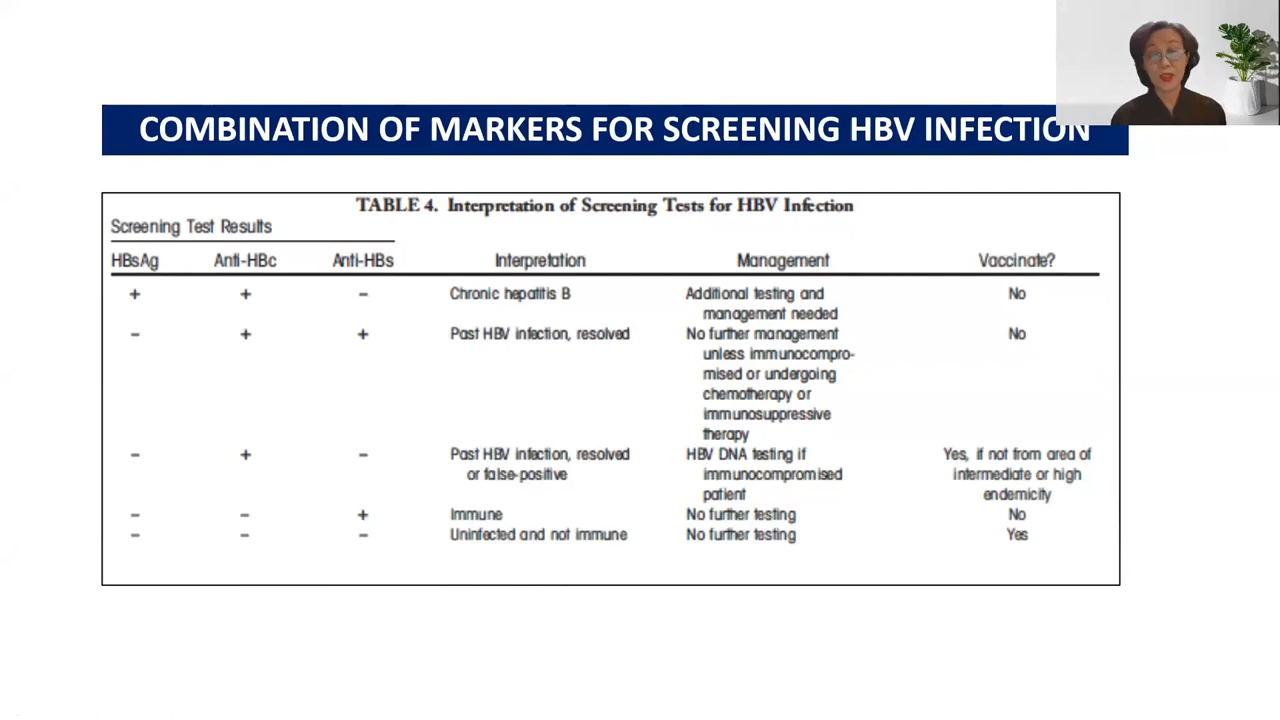 COMBINATION OF MARKERS FOR SCREENING HBV INFECTION
TABLE 4. Interpretation of Screening Tests for HBV Infection
Screening Test Results
HBsAg Anti-HBc Anti-HBs Interpretation Management Vaccinate?
+ + – Chronic hepatitis B Additional testing and No
management needed
– + + Past HBV infection, resolved No further management No
unless immunocompro-
mised or undergoing
chemotherapy or
immunosuppressive
therapy
– + – Past HBV infection, resolved HBV DNA testing if Yes, if not from area of
or false-positive immunocompromised intermediate or high
patient endemicity
– – + Immune No further testing No
– – – Uninfected and not immune No further testing Yes